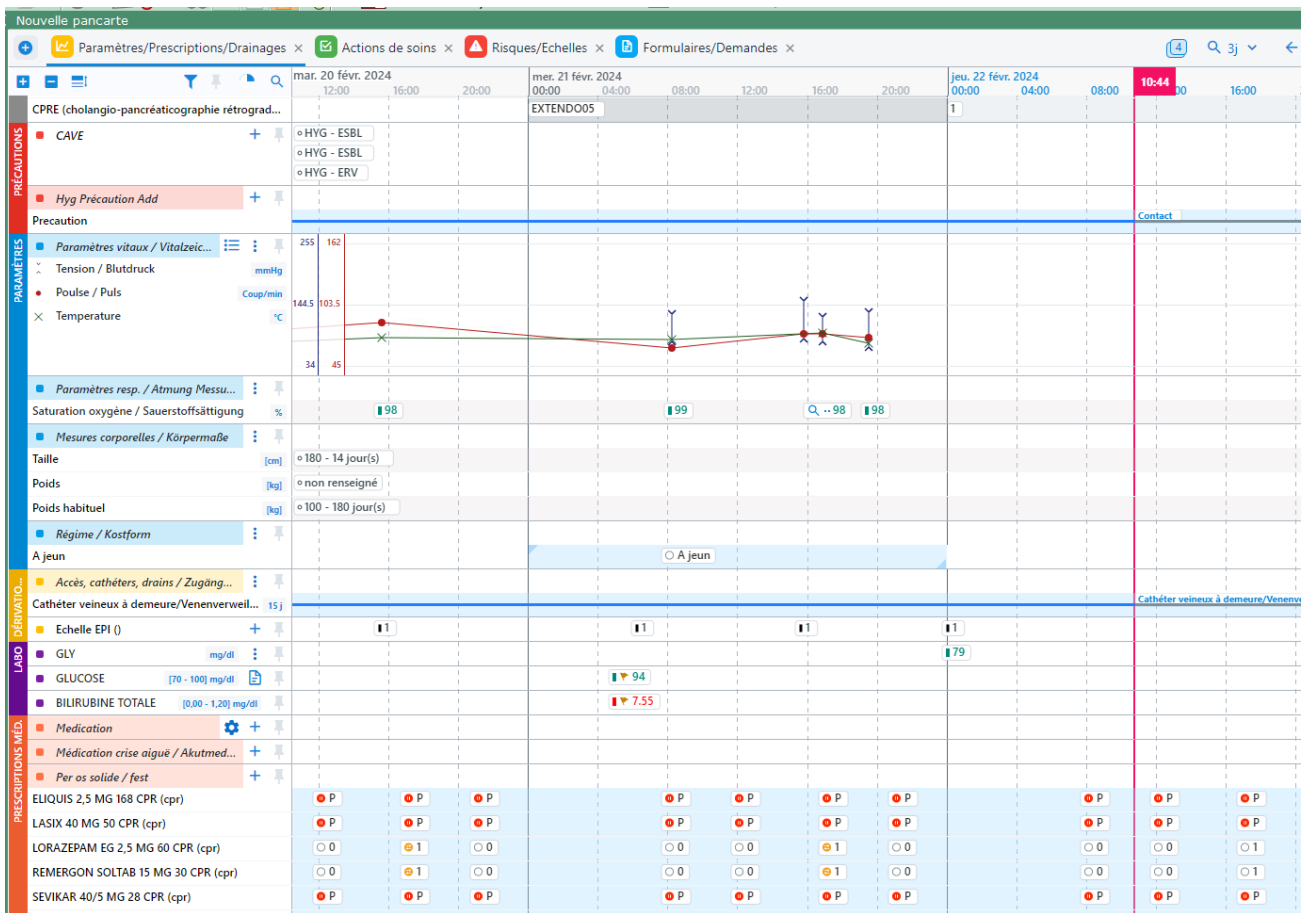 Nouvelle pancarte
Paramètres/Prescriptions/Drainages × Actions de soins × Risques/Echelles × Formulaires/Demandes × 4 3j
mar. 20 févr. 2024 mer. 21 févr. 2024 jeu. 22 févr. 2024 10:44
12:00 16:00 20:00 00:00 04:00 08:00 12:00 16:00 20:00 00:00 04:00 08:00 00 16:00
CPRE (cholangio-pancréaticographie rétrograd... EXTENDO05 1
PRÉCAUTIONS
CAVE HYG - ESBL
HYG - ESBL
HYG - ERV
Hyg Précaution Add
Precaution Contact
PARAMÈTRES
Paramètres vitaux / Vitalzeic... 255 162
Tension / Blutdruck mmHg
Poulse / Puls Coup/min 144.5 103.5
Temperature °C
34 45
Paramètres resp. / Atmung Messu...
Saturation oxygéne / Sauerstoffsättigung % 98 99 -- 98 98
Mesures corporelles / Körpermaße
Taille [cm] 180 - 14 jour(s)
Poids [kg] non renseigné
Poids habituel [kg] 100 - 180 jour(s)
Régime / Kostform
A jeun A jeun
DÉRIVATIO...
Accès, cathéters, drains / Zugäng...
Cathéter veineux à demeure/Venenverweil... 15 j Cathéter veineux à demeure/Venenve
Echelle EPI () 1 1 1 1
LABO
GLY mg/dl 79
GLUCOSE [70 - 100] mg/dl 94
BILIRUBINE TOTALE [0,00 - 1,20] mg/dl 7.55
PRESCRIPTIONS MÉD.
Medication
Médication crise aiguë / Akutmed...
Per os solide / fest
ELIQUIS 2,5 MG 168 CPR (cpr) P P P P P P P P P P
LASIX 40 MG 50 CPR (cpr) P P P P P P P P P P
LORAZEPAM EG 2,5 MG 60 CPR (cpr) 0 1 0 0 0 1 0 0 0 1
REMERGON SOLTAB 15 MG 30 CPR (cpr) 0 1 0 0 0 1 0 0 0 1
SEVIKAR 40/5 MG 28 CPR (cpr) P P P P P P P P P P